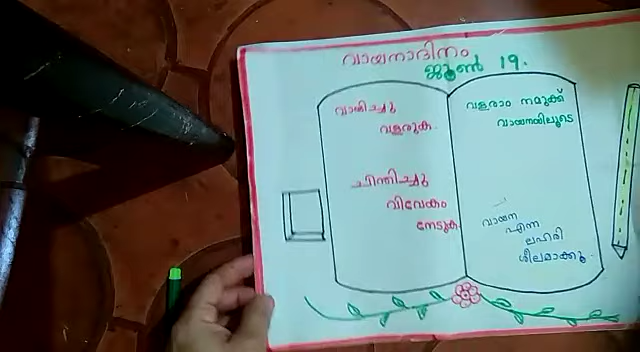 വായനാദിനം
ജൂൺ 19.
വായിച്ചു
വളരുക.
ചിന്തിച്ചു
വിവേകം
നേടുക
വളരാം നമുക്ക്
വായനയിലൂടെ
വായന
എന്ന
ലഹരി
ശീലമാക്കൂ.